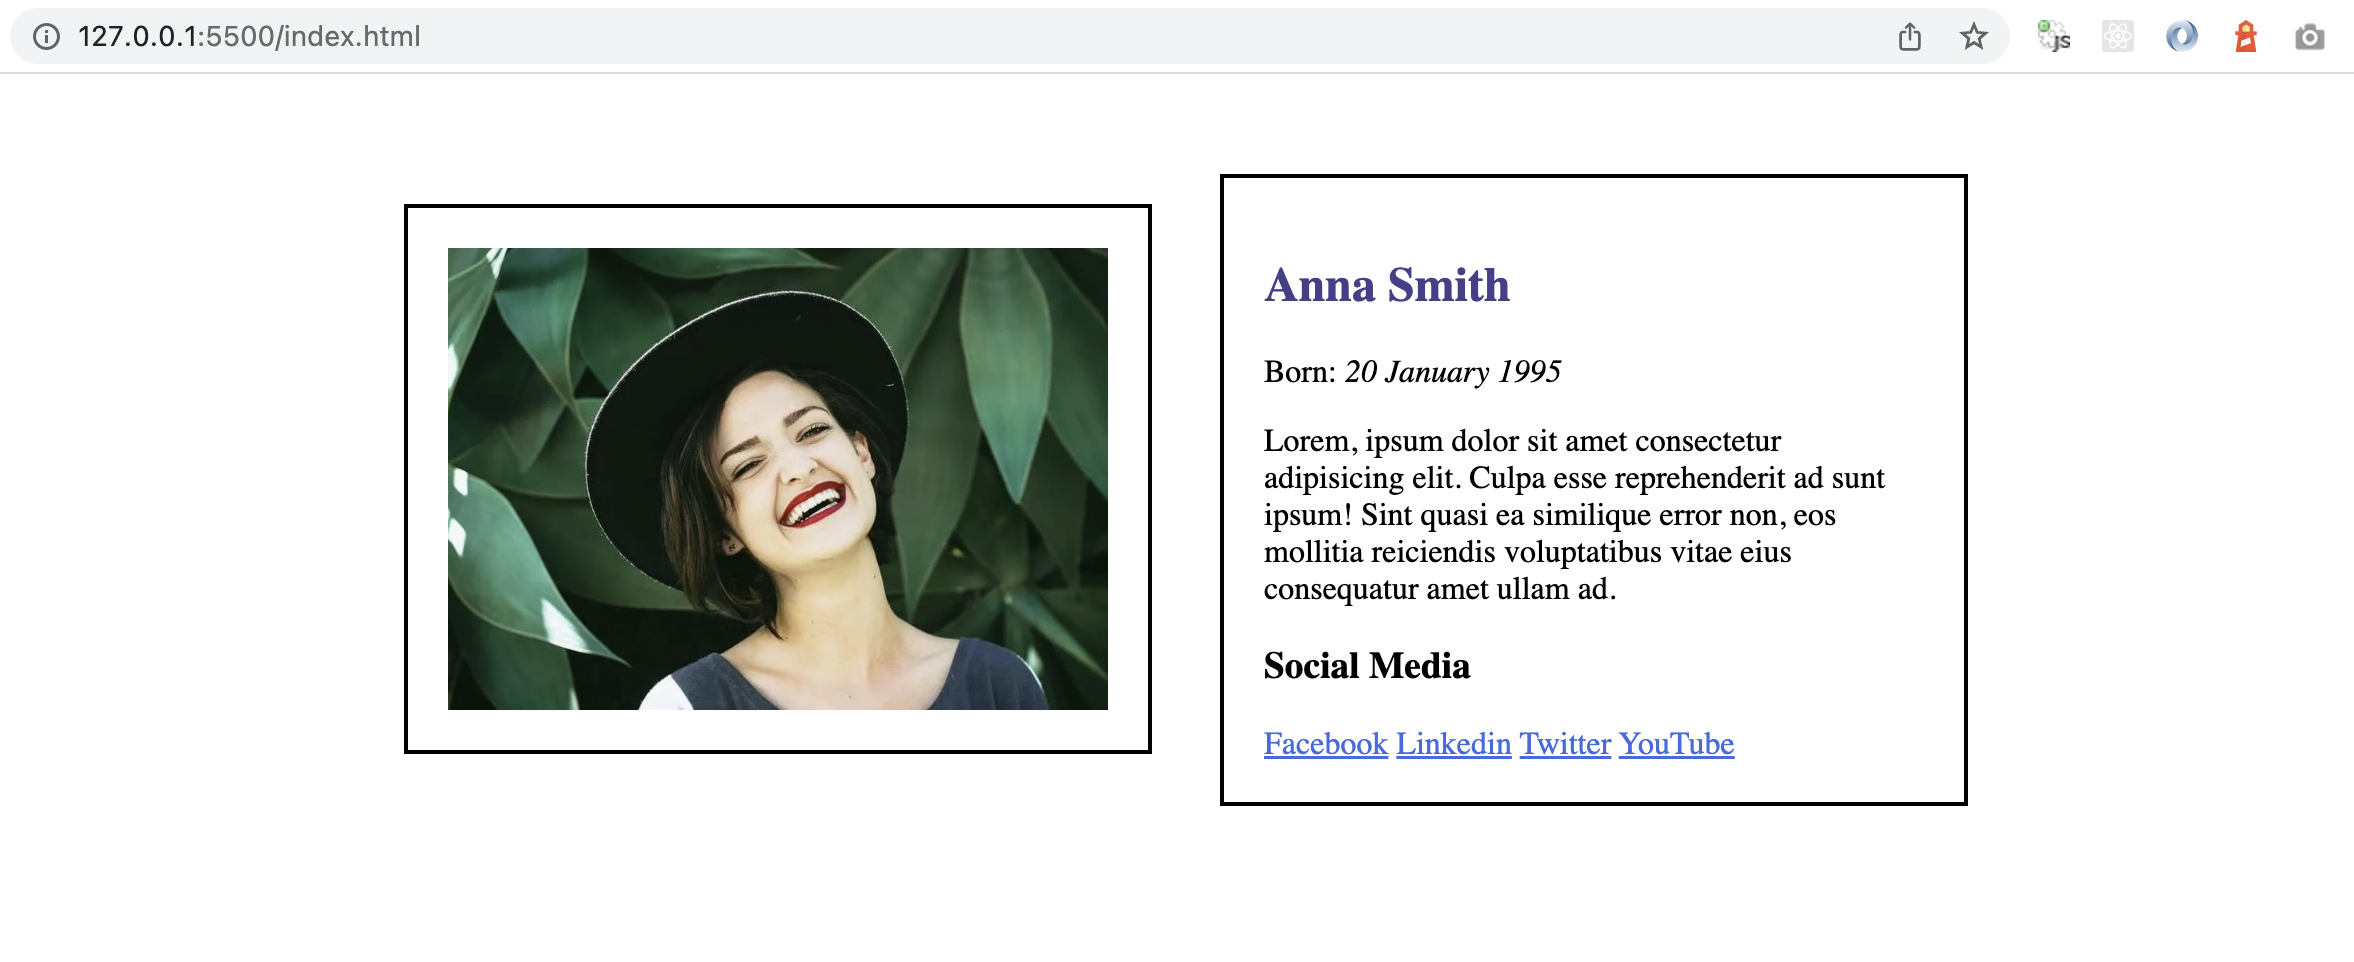 127.0.0.1:5500/index.html
JS
Anna Smith
Born: 20 January 1995
Lorem, ipsum dolor sit amet consectetur
adipisicing elit. Culpa esse reprehenderit ad sunt
ipsum! Sint quasi ea similique error non, eos
mollitia reiciendis voluptatibus vitae eius
consequatur amet ullam ad.
Social Media
Facebook Linkedin Twitter YouTube